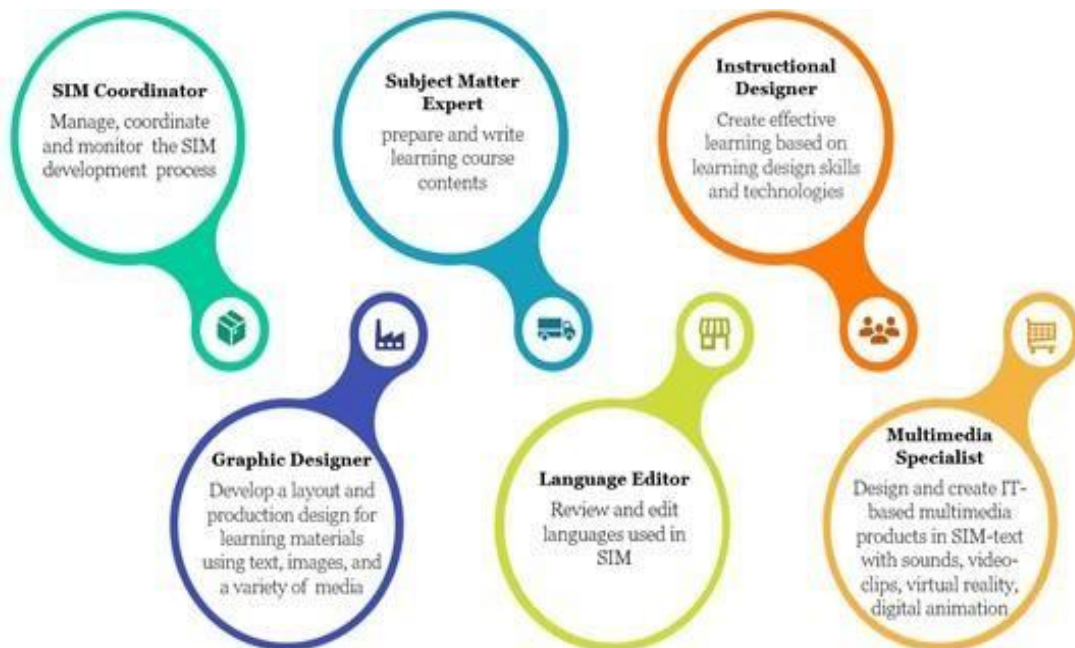 SIM Coordinator
Manage, coordinate
and monitor the SIM
development process
Subject Matter
Expert
prepare and write
learning course
contents
Instructional
Designer
Create effective
learning based on
learning design skills
and technologies
Graphic Designer
Develop a layout and
production design for
learning materials
using text, images, and
a variety of media
Language Editor
Review and edit
languages used in
SIM
Multimedia
Specialist
Design and create IT-
based multimedia
products in SIM-text
with sounds, video-
clips, virtual reality,
digital animation